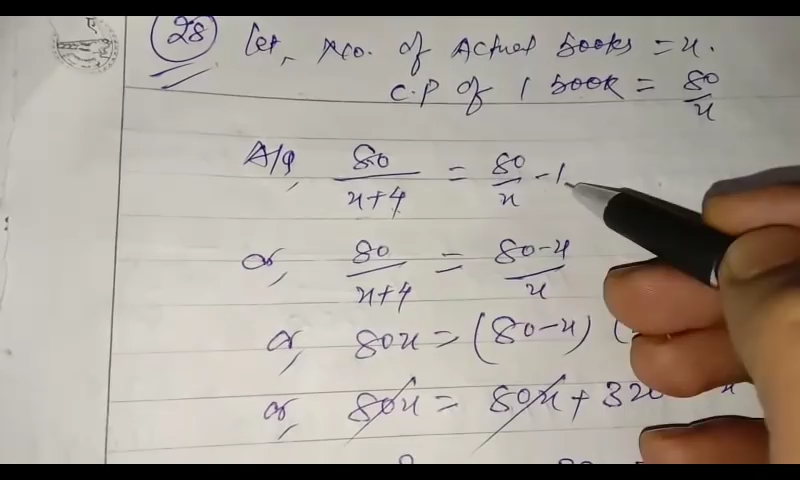 28 Let, No. of Actual books = x.
C.P of 1 book = 80/x
A/q, 80/(x+4) = 80/x - 1
or, 80/(x+4) = (80-x)/x
or, 80x = (80-x) (
or, 80x = 80x + 320 x